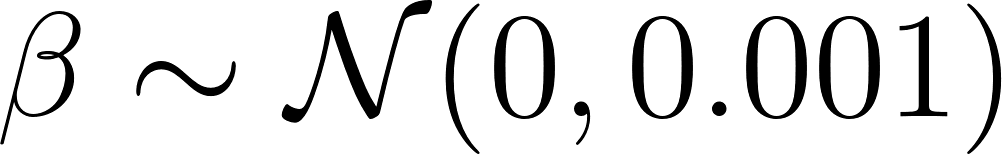 β ∼ 𝒩(0, 0.001)